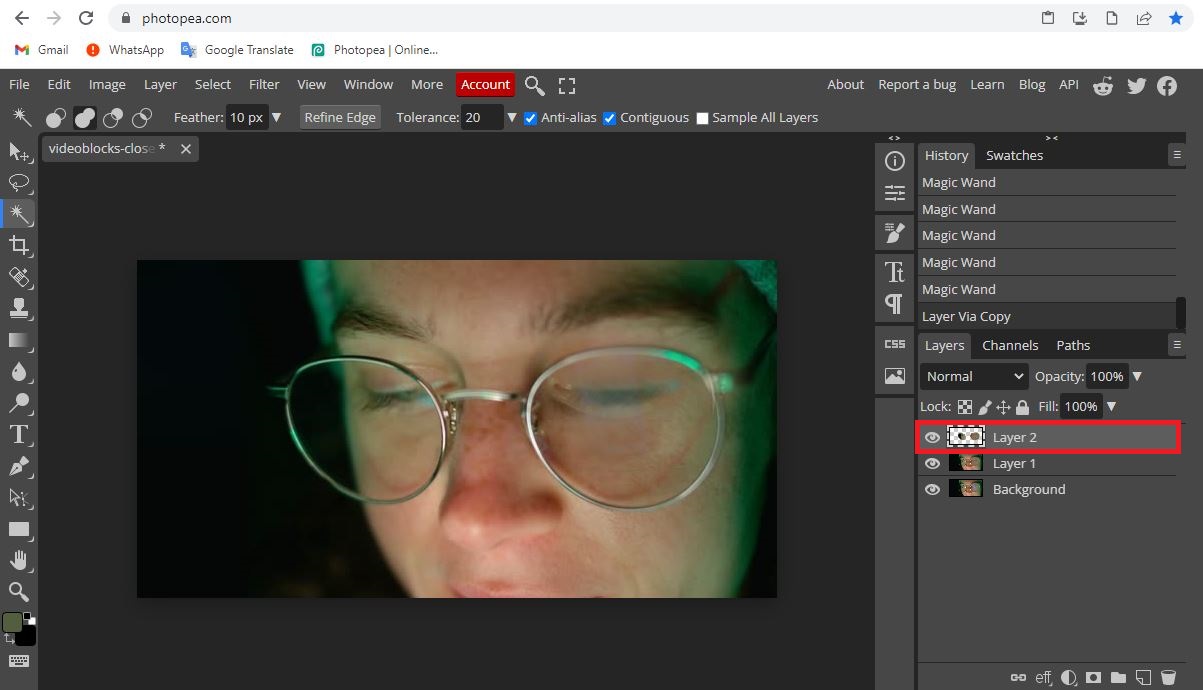 photopea.com
Gmail WhatsApp Google Translate Photopea | Online...
File Edit Image Layer Select Filter View Window More Account About Report a bug Learn Blog API
Feather: 10 px Refine Edge Tolerance: 20 Anti-alias Contiguous Sample All Layers
videoblocks-close *
History Swatches
Magic Wand
Magic Wand
Magic Wand
Magic Wand
Magic Wand
Layer Via Copy
CSS
Layers Channels Paths
Normal Opacity: 100%
Lock: Fill: 100%
Layer 2
Layer 1
Background
eff